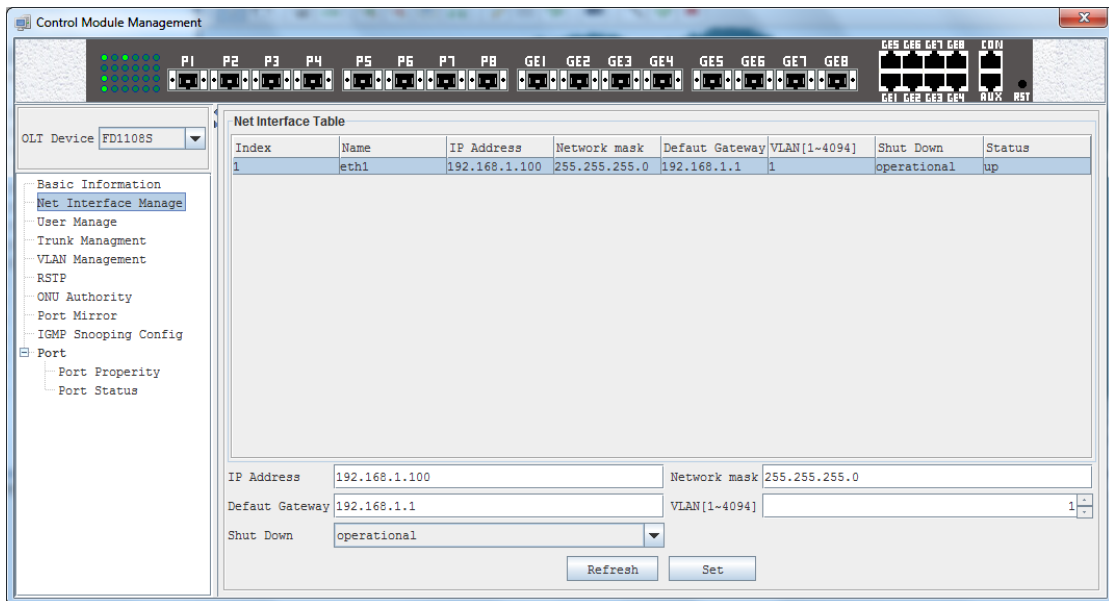 Control Module Management
GE5 GE6 GE7 GE8 CON
P1 P2 P3 P4 P5 P6 P7 P8 GE1 GE2 GE3 GE4 GE5 GE6 GE7 GE8
GE1 GE2 GE3 GE4 AUX RST
OLT Device FD1108S
Basic Information
Net Interface Manage
User Manage
Trunk Managment
VLAN Management
RSTP
ONU Authority
Port Mirror
IGMP Snooping Config
Port
Port Properity
Port Status
Net Interface Table
Index Name IP Address Network mask Defaut Gateway VLAN[1~4094] Shut Down Status
1 eth1 192.168.1.100 255.255.255.0 192.168.1.1 1 operational up
IP Address 192.168.1.100 Network mask 255.255.255.0
Defaut Gateway 192.168.1.1 VLAN[1~4094] 1
Shut Down operational
Refresh Set